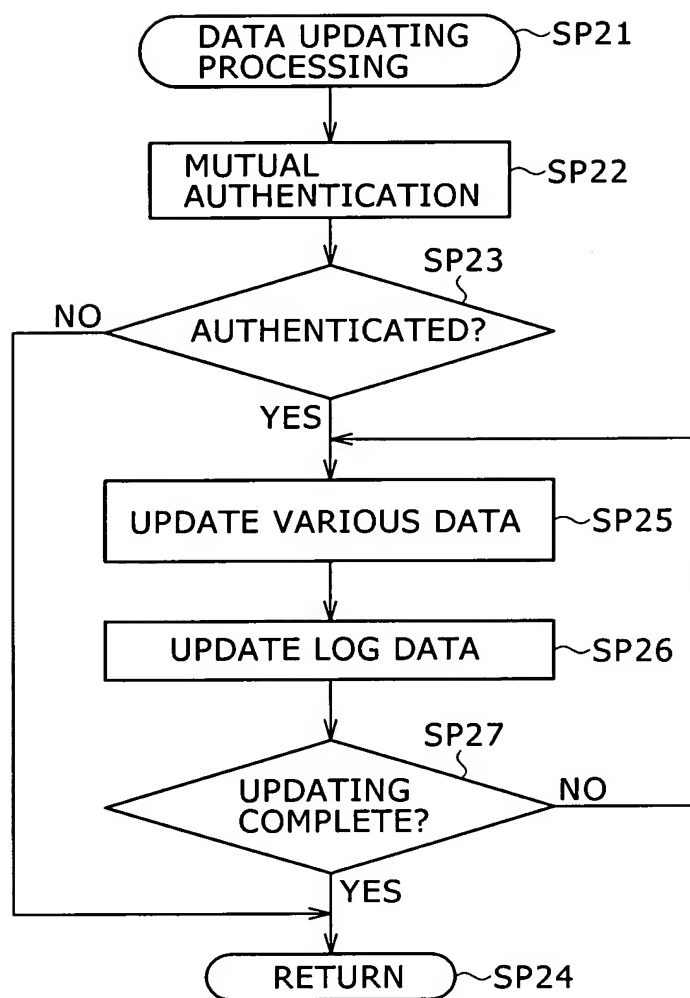 DATA UPDATING
PROCESSING
SP21
MUTUAL
AUTHENTICATION
SP22
SP23
NO
AUTHENTICATED?
YES
UPDATE VARIOUS DATA
SP25
UPDATE LOG DATA
SP26
SP27
UPDATING
COMPLETE?
NO
YES
RETURN
SP24